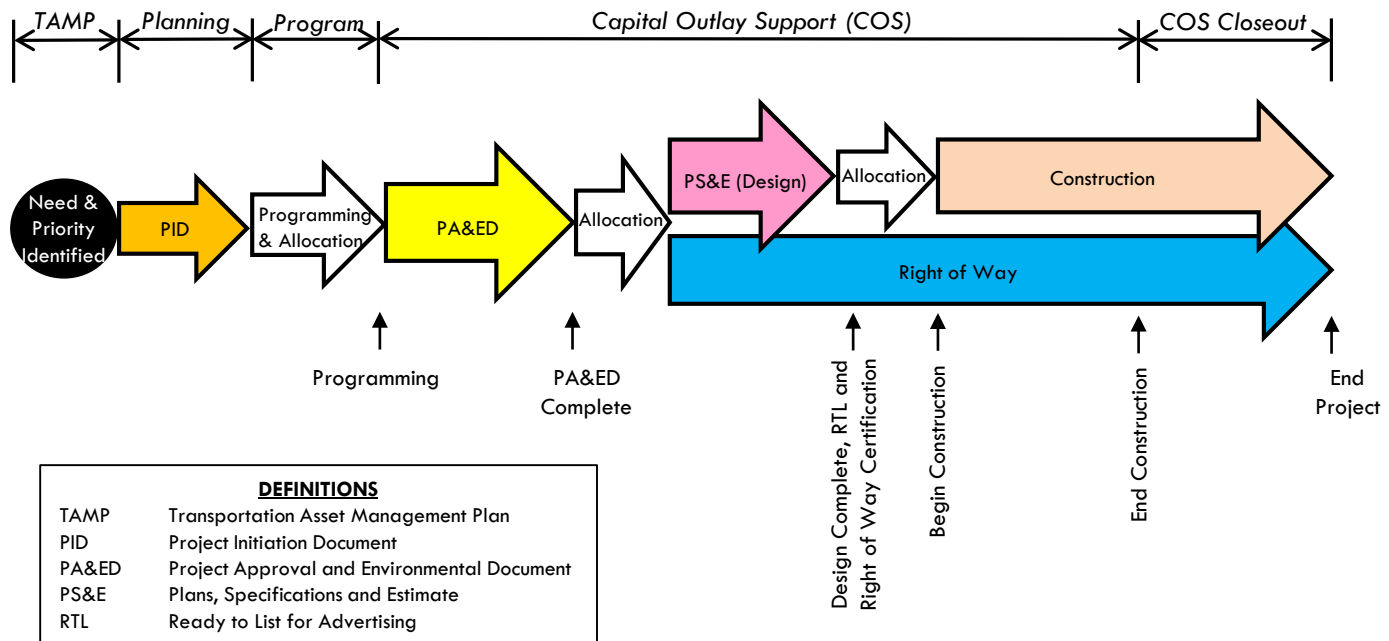 TAMP
Planning
Program
Capital Outlay Support (COS)
COS Closeout
Need &
Priority
Identified
PID
Programming
& Allocation
PA&ED
Allocation
PS&E (Design)
Allocation
Construction
Right of Way
Programming
PA&ED
Complete
Design Complete, RTL and
Right of Way Certification
Begin Construction
End Construction
End
Project
DEFINITIONS
TAMP Transportation Asset Management Plan
PID Project Initiation Document
PA&ED Project Approval and Environmental Document
PS&E Plans, Specifications and Estimate
RTL Ready to List for Advertising